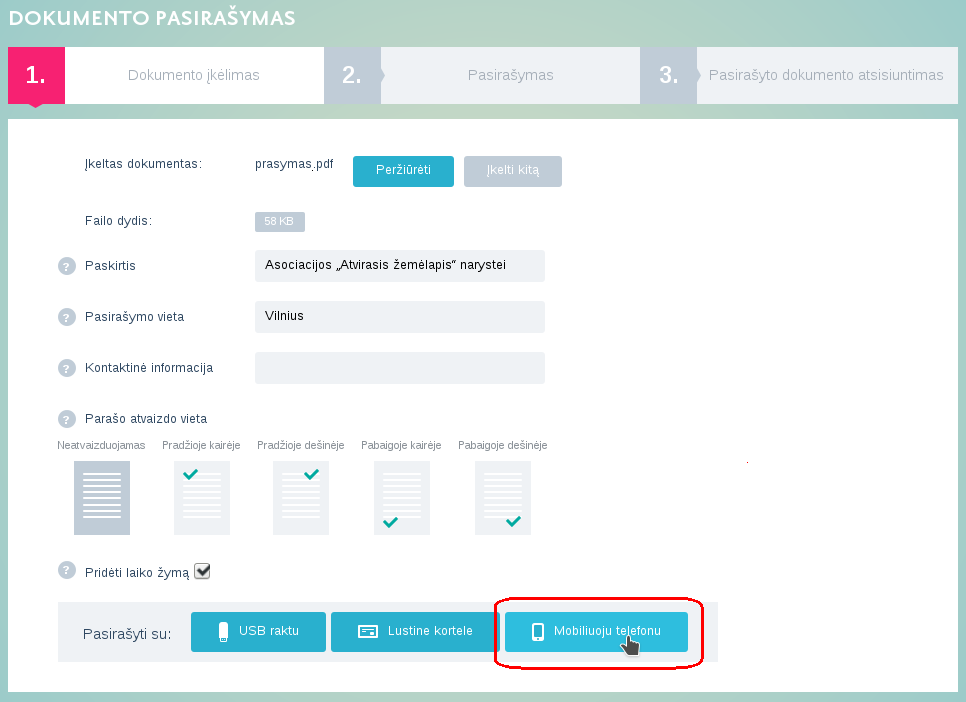 DOKUMENTO PASIRAŠYMAS
1. Dokumento įkėlimas 2. Pasirašymas 3. Pasirašyto dokumento atsisiuntimas
Įkeltas dokumentas: prasymas.pdf Peržiūrėti Įkelti kitą
Failo dydis: 58 KB
? Paskirtis Asociacijos „Atvirasis žemėlapis“ narystei
? Pasirašymo vieta Vilnius
? Kontaktinė informacija
? Parašo atvaizdo vieta
Neatvaizduojamas Pradžioje kairėje Pradžioje dešinėje Pabaigoje kairėje Pabaigoje dešinėje
? Pridėti laiko žymą
Pasirašyti su: USB raktu Lustine kortele Mobiliuoju telefonu